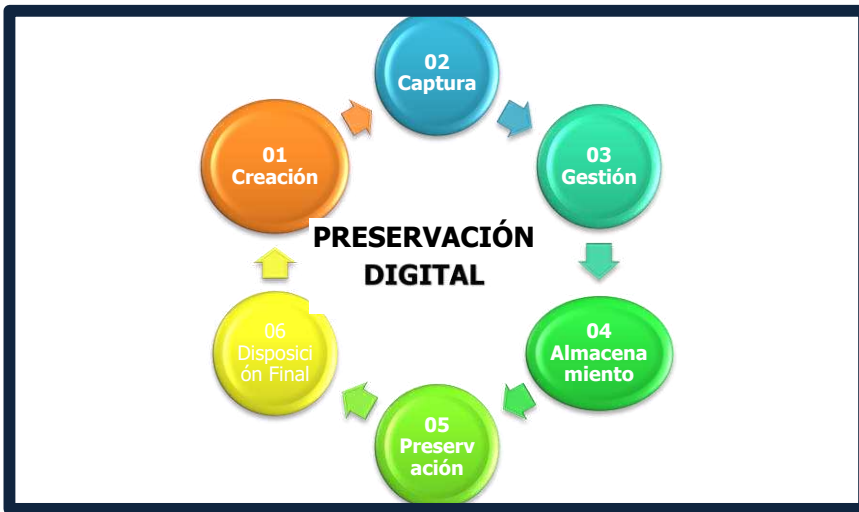 01
Creación
02
Captura
03
Gestión
04
Almacena
miento
05
Preserv
ación
06
Disposici
ón Final
PRESERVACIÓN
DIGITAL